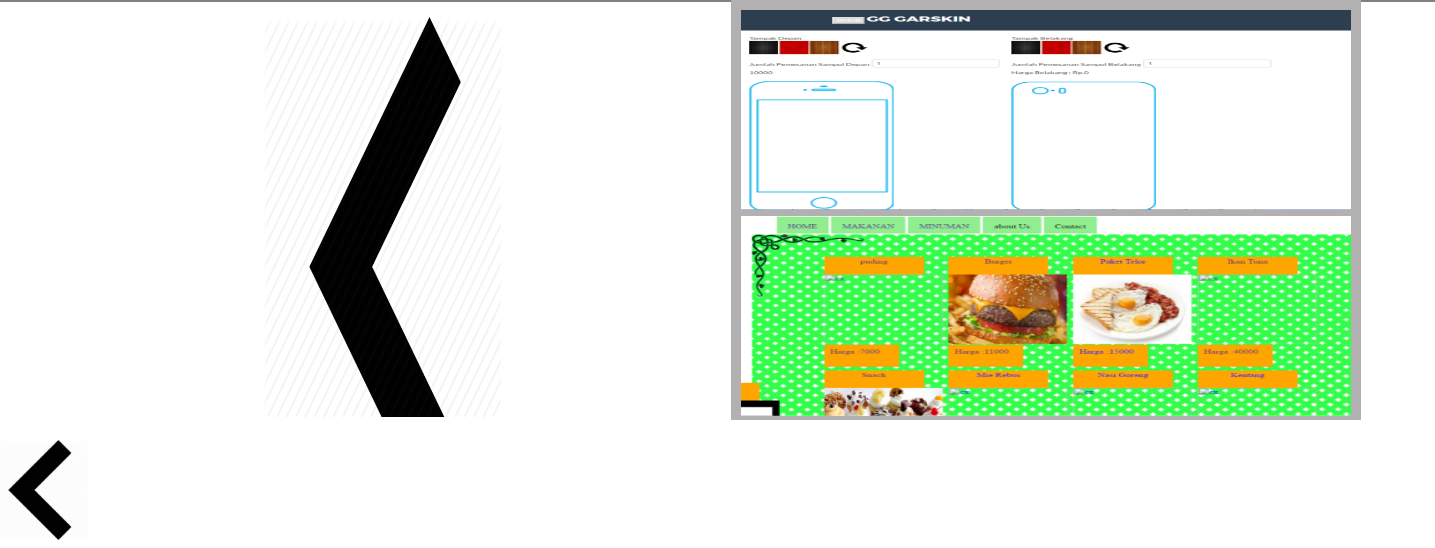 GG GARSKIN
Tampak Depan
Tampak Belakang
Jumlah Pemesanan Sampul Depan 1
Jumlah Pemesanan Sampul Belakang 1
10000
Harga Belakang : Rp.0
HOME MAKANAN MINUMAN about Us Contact
puding Burger Paket Telor Ikan Tuna
Harga :7000 Harga :11000 Harga :15000 Harga :40000
Snack Mie Rebus Nasi Goreng Kentang